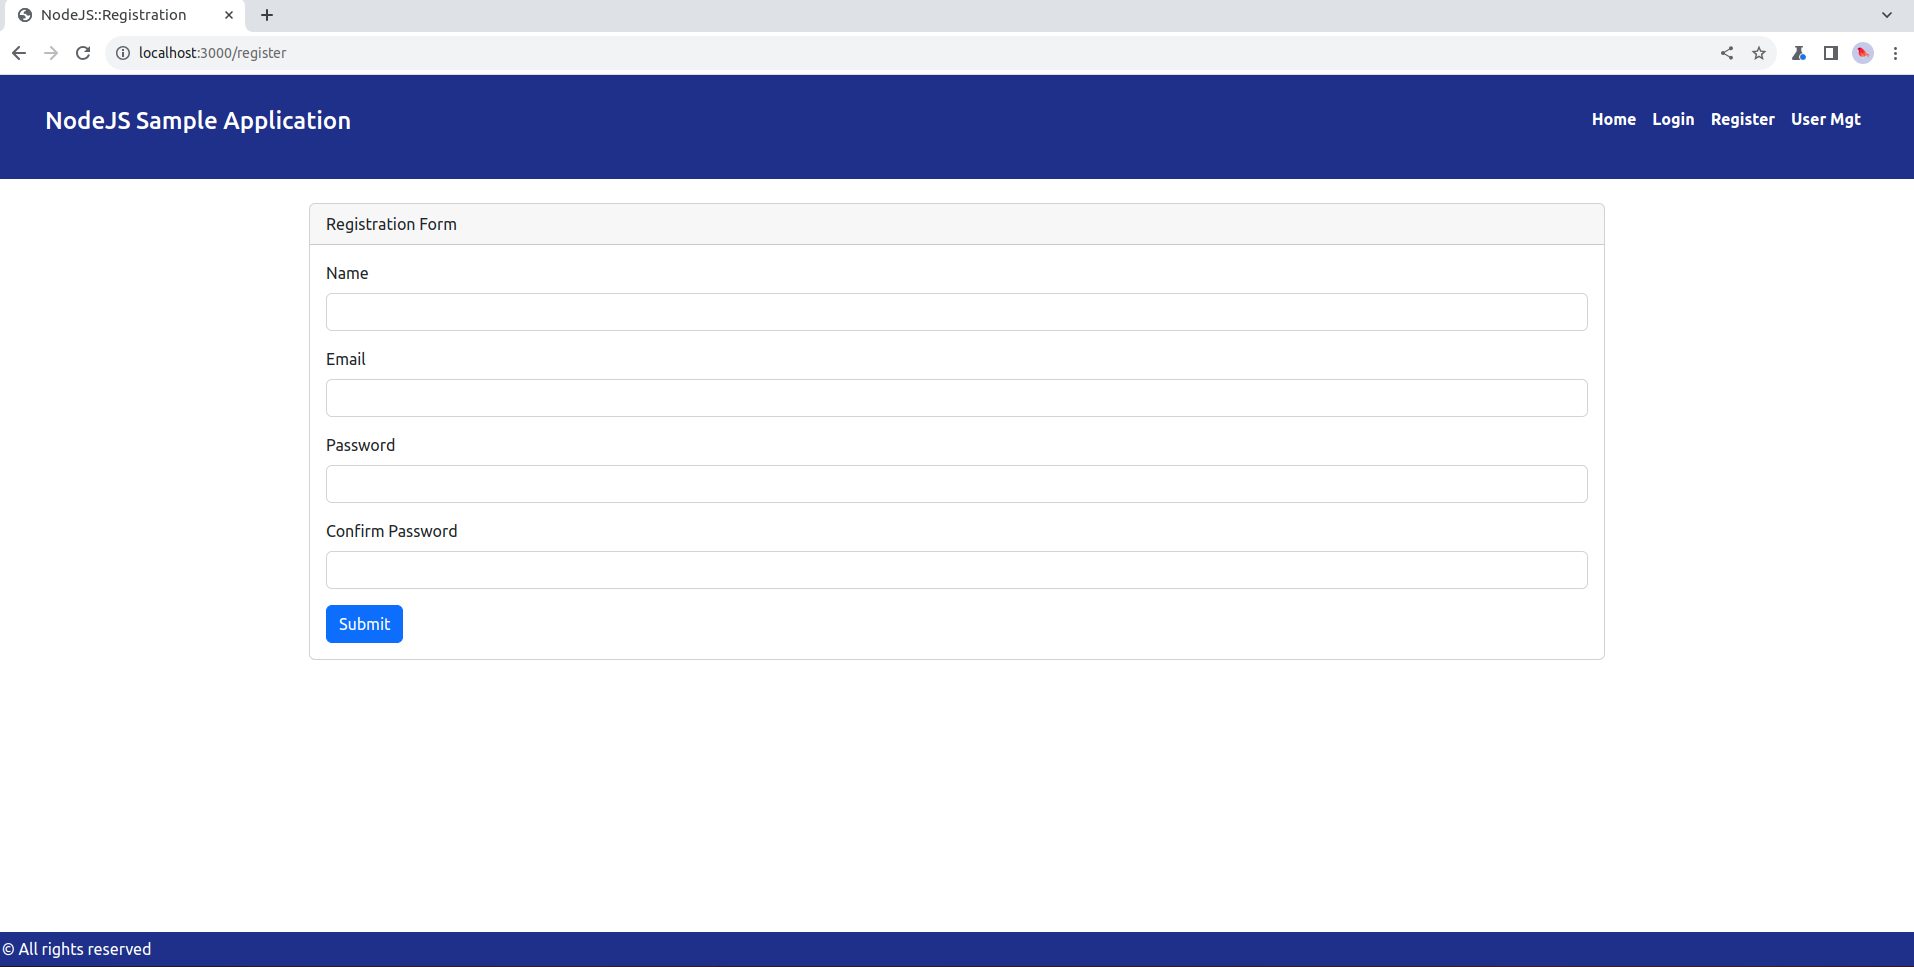 NodeJS::Registration
localhost:3000/register
NodeJS Sample Application
Home Login Register User Mgt
Registration Form
Name
Email
Password
Confirm Password
Submit
© All rights reserved